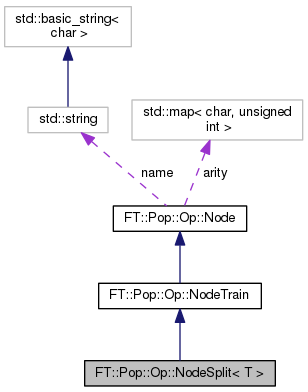 std::basic_string<
char >
std::string
std::map< char, unsigned
int >
name
arity
FT::Pop::Op::Node
FT::Pop::Op::NodeTrain
FT::Pop::Op::NodeSplit< T >